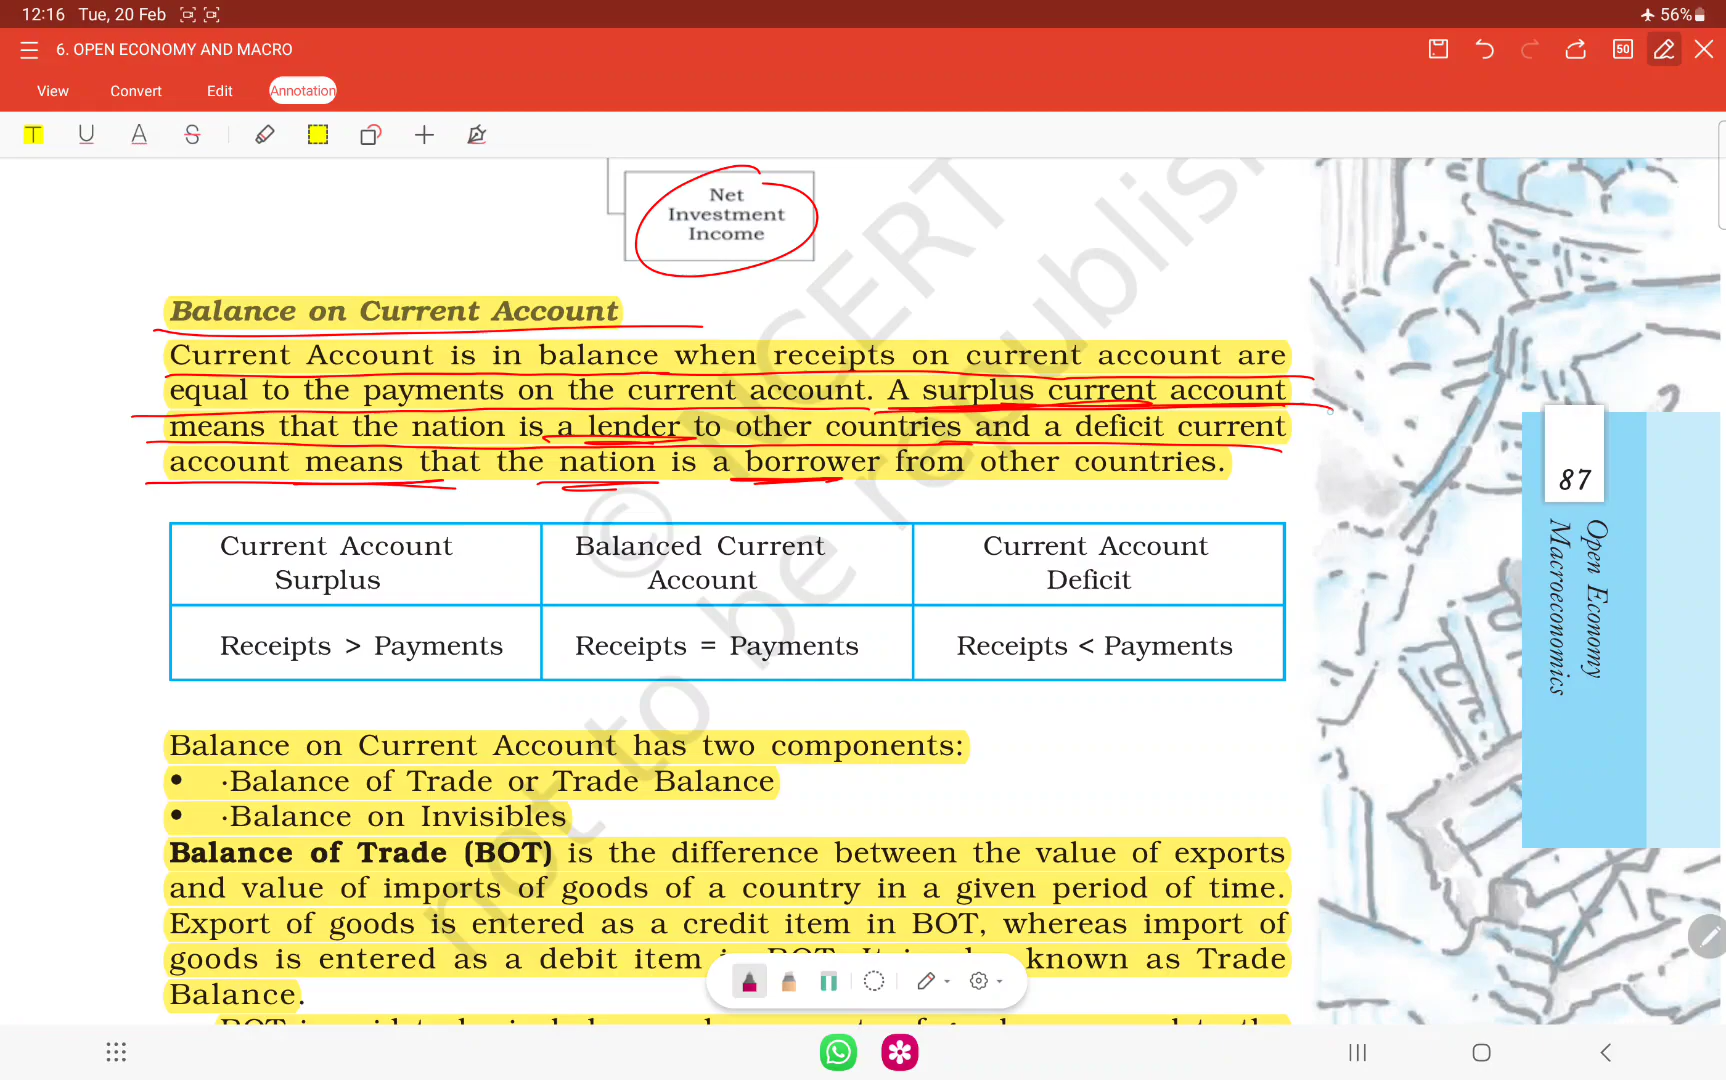 12:16 Tue, 20 Feb
56%
6. OPEN ECONOMY AND MACRO
50
View Convert Edit Annotation
T U A S
Net
Investment
Income
Balance on Current Account
Current Account is in balance when receipts on current account are
equal to the payments on the current account. A surplus current account
means that the nation is a lender to other countries and a deficit current
account means that the nation is a borrower from other countries.
Current Account
Surplus
Balanced Current
Account
Current Account
Deficit
Receipts > Payments
Receipts = Payments
Receipts < Payments
Balance on Current Account has two components:
• ·Balance of Trade or Trade Balance
• ·Balance on Invisibles
Balance of Trade (BOT) is the difference between the value of exports
and value of imports of goods of a country in a given period of time.
Export of goods is entered as a credit item in BOT, whereas import of
goods is entered as a debit item known as Trade
Balance.
87
Open Economy
Macroeconomics
© NCERT
not to be republish